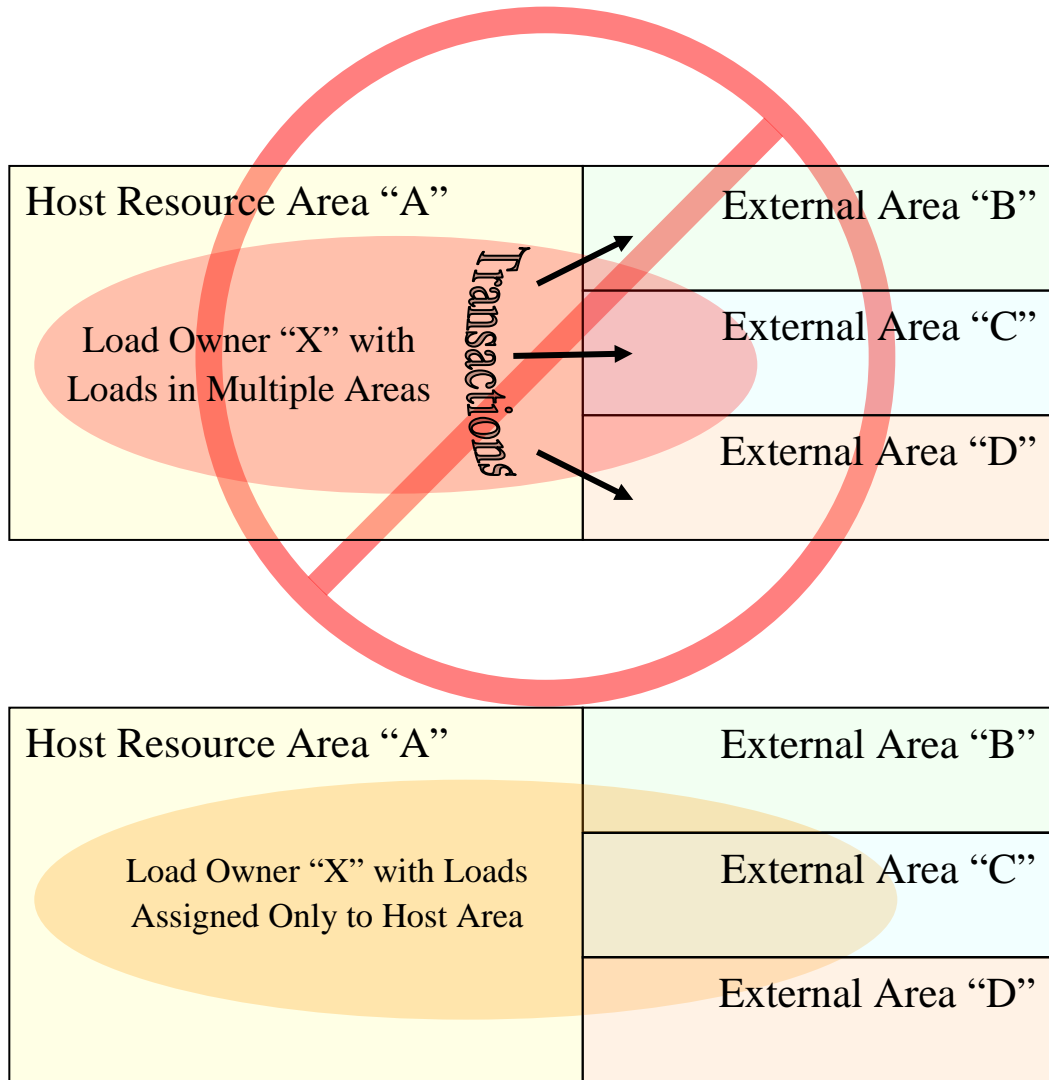 Host Resource Area “A”
External Area “B”
Transactions
Load Owner “X” with
Loads in Multiple Areas
External Area “C”
External Area “D”
Host Resource Area “A”
External Area “B”
Load Owner “X” with Loads
Assigned Only to Host Area
External Area “C”
External Area “D”